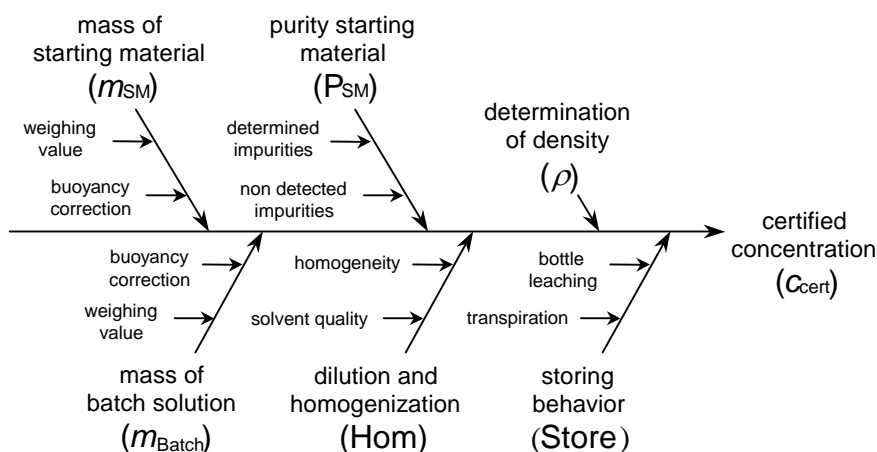 mass of
starting material
(mSM)
purity starting
material
(PSM)
determination
of density
(ρ)
weighing
value
buoyancy
correction
determined
impurities
non detected
impurities
certified
concentration
(ccert)
buoyancy
correction
weighing
value
homogeneity
solvent quality
bottle
leaching
transpiration
mass of
batch solution
(mBatch)
dilution and
homogenization
(Hom)
storing
behavior
(Store)